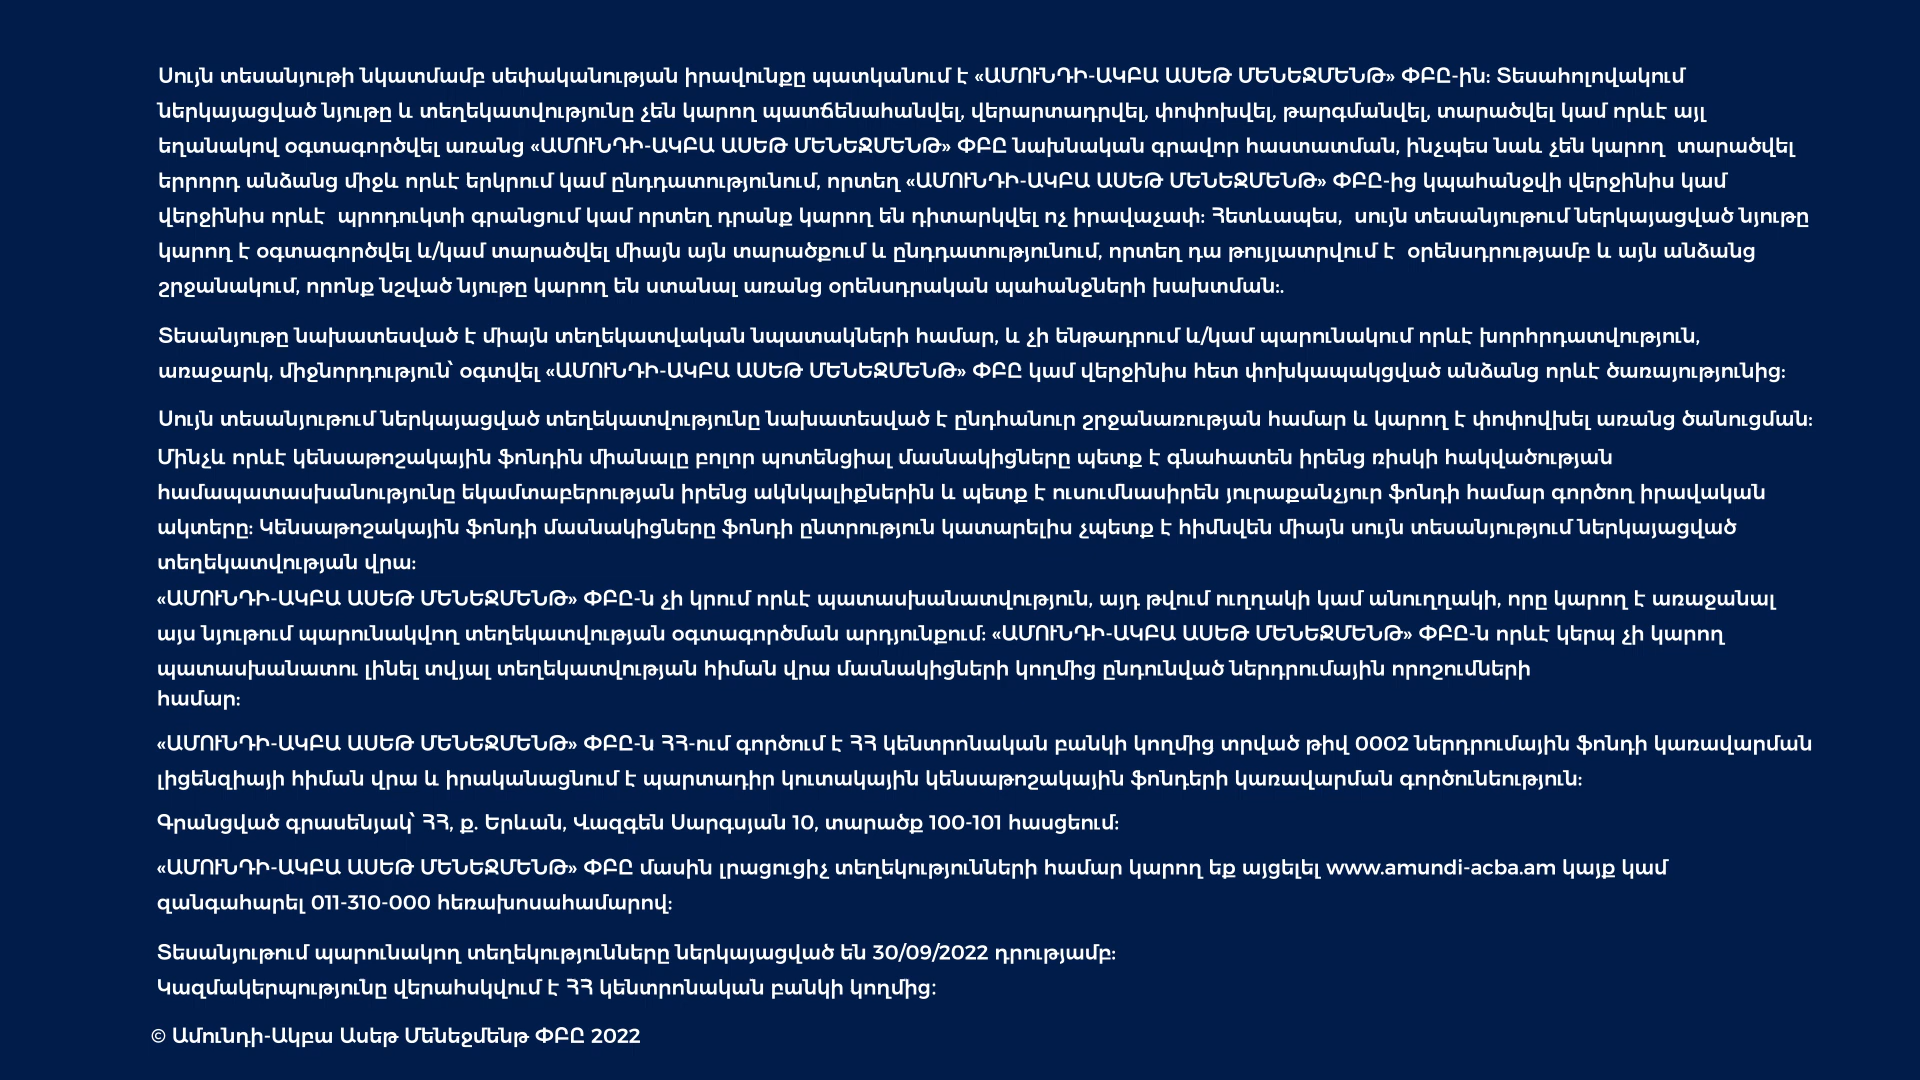 Սույն տեսանյութի նկատմամբ սեփականության իրավունքը պատկանում է «ԱՄՈՒՆԴԻ-ԱԿԲԱ ԱՍԵԹ ՄԵՆԵՋՄԵՆԹ» ՓԲԸ-ին: Տեսահոլովակում
ներկայացված նյութը և տեղեկատվությունը չեն կարող պատճենահանվել, վերարտադրվել, փոփոխվել, թարգմանվել, տարածվել կամ որևէ այլ
եղանակով օգտագործվել առանց «ԱՄՈՒՆԴԻ-ԱԿԲԱ ԱՍԵԹ ՄԵՆԵՋՄԵՆԹ» ՓԲԸ նախնական գրավոր հաստատման, ինչպես նաև չեն կարող  տարածվել
երրորդ անձանց միջև որևէ երկրում կամ ընդդատությունում, որտեղ «ԱՄՈՒՆԴԻ-ԱԿԲԱ ԱՍԵԹ ՄԵՆԵՋՄԵՆԹ» ՓԲԸ-ից կպահանջվի վերջինիս կամ
վերջինիս որևէ  պրոդուկտի գրանցում կամ որտեղ դրանք կարող են դիտարկվել ոչ իրավաչափ: Հետևապես,  սույն տեսանյութում ներկայացված նյութը
կարող է օգտագործվել և/կամ տարածվել միայն այն տարածքում և ընդդատությունում, որտեղ դա թույլատրվում է  օրենսդրությամբ և այն անձանց
շրջանակում, որոնք նշված նյութը կարող են ստանալ առանց օրենսդրական պահանջների խախտման:.
Տեսանյութը նախատեսված է միայն տեղեկատվական նպատակների համար, և չի ենթադրում և/կամ պարունակում որևէ խորհրդատվություն,
առաջարկ, միջնորդություն՝ օգտվել «ԱՄՈՒՆԴԻ-ԱԿԲԱ ԱՍԵԹ ՄԵՆԵՋՄԵՆԹ» ՓԲԸ կամ վերջինիս հետ փոխկապակցված անձանց որևէ ծառայությունից:
Սույն տեսանյութում ներկայացված տեղեկատվությունը նախատեսված է ընդհանուր շրջանառության համար և կարող է փոփովխել առանց ծանուցման:
Մինչև որևէ կենսաթոշակային ֆոնդին միանալը բոլոր պոտենցիալ մասնակիցները պետք է գնահատեն իրենց ռիսկի հակվածության
համապատասխանությունը եկամտաբերության իրենց ակնկալիքներին և պետք է ուսումնասիրեն յուրաքանչյուր ֆոնդի համար գործող իրավական
ակտերը: Կենսաթոշակային ֆոնդի մասնակիցները ֆոնդի ընտրություն կատարելիս չպետք է հիմնվեն միայն սույն տեսանյությում ներկայացված
տեղեկատվության վրա:
«ԱՄՈՒՆԴԻ-ԱԿԲԱ ԱՍԵԹ ՄԵՆԵՋՄԵՆԹ» ՓԲԸ-ն չի կրում որևէ պատասխանատվություն, այդ թվում ուղղակի կամ անուղղակի, որը կարող է առաջանալ
այս նյութում պարունակվող տեղեկատվության օգտագործման արդյունքում: «ԱՄՈՒՆԴԻ-ԱԿԲԱ ԱՍԵԹ ՄԵՆԵՋՄԵՆԹ» ՓԲԸ-ն որևէ կերպ չի կարող
պատասխանատու լինել տվյալ տեղեկատվության հիման վրա մասնակիցների կողմից ընդունված ներդրումային որոշումների
համար:
«ԱՄՈՒՆԴԻ-ԱԿԲԱ ԱՍԵԹ ՄԵՆԵՋՄԵՆԹ» ՓԲԸ-ն ՀՀ-ում գործում է ՀՀ կենտրոնական բանկի կողմից տրված թիվ 0002 ներդրումային ֆոնդի կառավարման
լիցենզիայի հիման վրա և իրականացնում է պարտադիր կուտակային կենսաթոշակային ֆոնդերի կառավարման գործունեություն:
Գրանցված գրասենյակ՝ ՀՀ, ք. Երևան, Վազգեն Սարգսյան 10, տարածք 100-101 հասցեում:
«ԱՄՈՒՆԴԻ-ԱԿԲԱ ԱՍԵԹ ՄԵՆԵՋՄԵՆԹ» ՓԲԸ մասին լրացուցիչ տեղեկությունների համար կարող եք այցելել www.amundi-acba.am կայք կամ
զանգահարել 011-310-000 հեռախոսահամարով:
Տեսանյութում պարունակող տեղեկությունները ներկայացված են 30/09/2022 դրությամբ:
Կազմակերպությունը վերահսկվում է ՀՀ կենտրոնական բանկի կողմից:
© Ամունդի-Ակբա Ասեթ Մենեջմենթ ՓԲԸ 2022